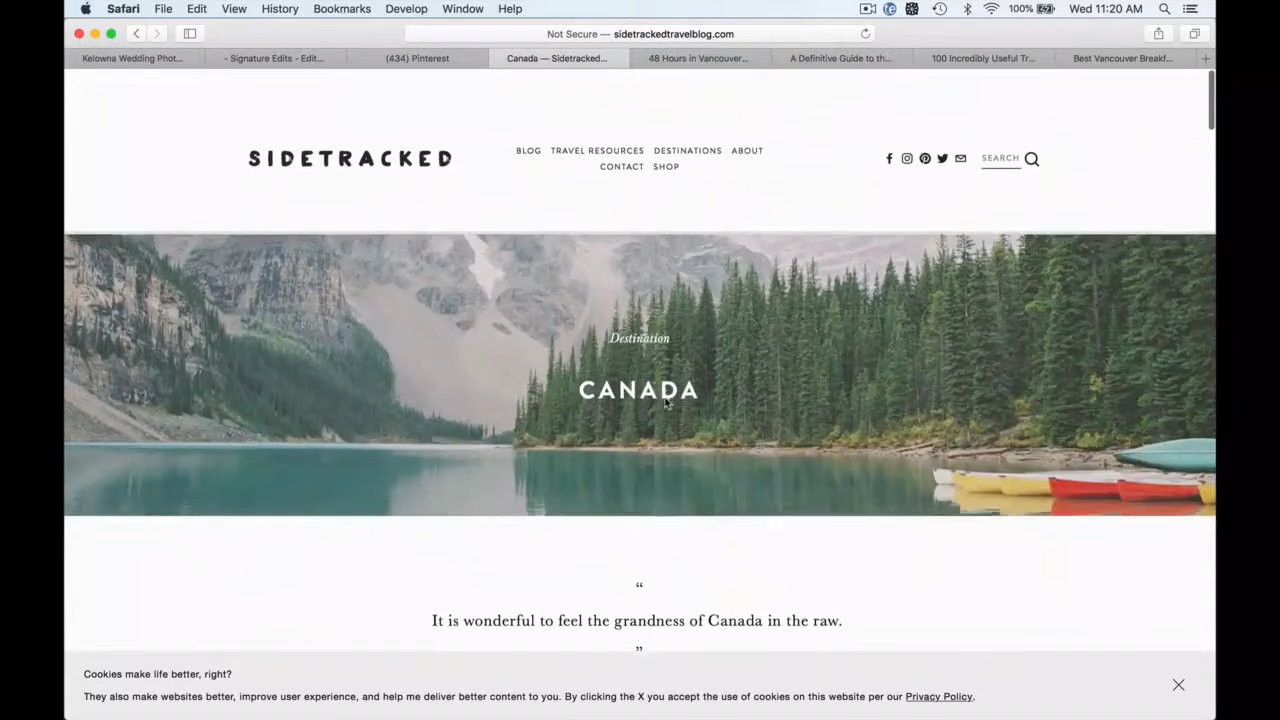 Safari File Edit View History Bookmarks Develop Window Help 100% Wed 11:20 AM
Not Secure — sidetrackedtravelblog.com
Kelowna Wedding Phot... - Signature Edits - Edit... (434) Pinterest Canada — Sidetracked... 48 Hours in Vancouver... A Definitive Guide to th... 100 Incredibly Useful Tr... Best Vancouver Breakf...
SIDETRACKED
BLOG TRAVEL RESOURCES DESTINATIONS ABOUT
CONTACT SHOP
SEARCH
Destination
CANADA
“
It is wonderful to feel the grandness of Canada in the raw.
”
Cookies make life better, right?
They also make websites better, improve user experience, and help me deliver better content to you. By clicking the X you accept the use of cookies on this website per our Privacy Policy.